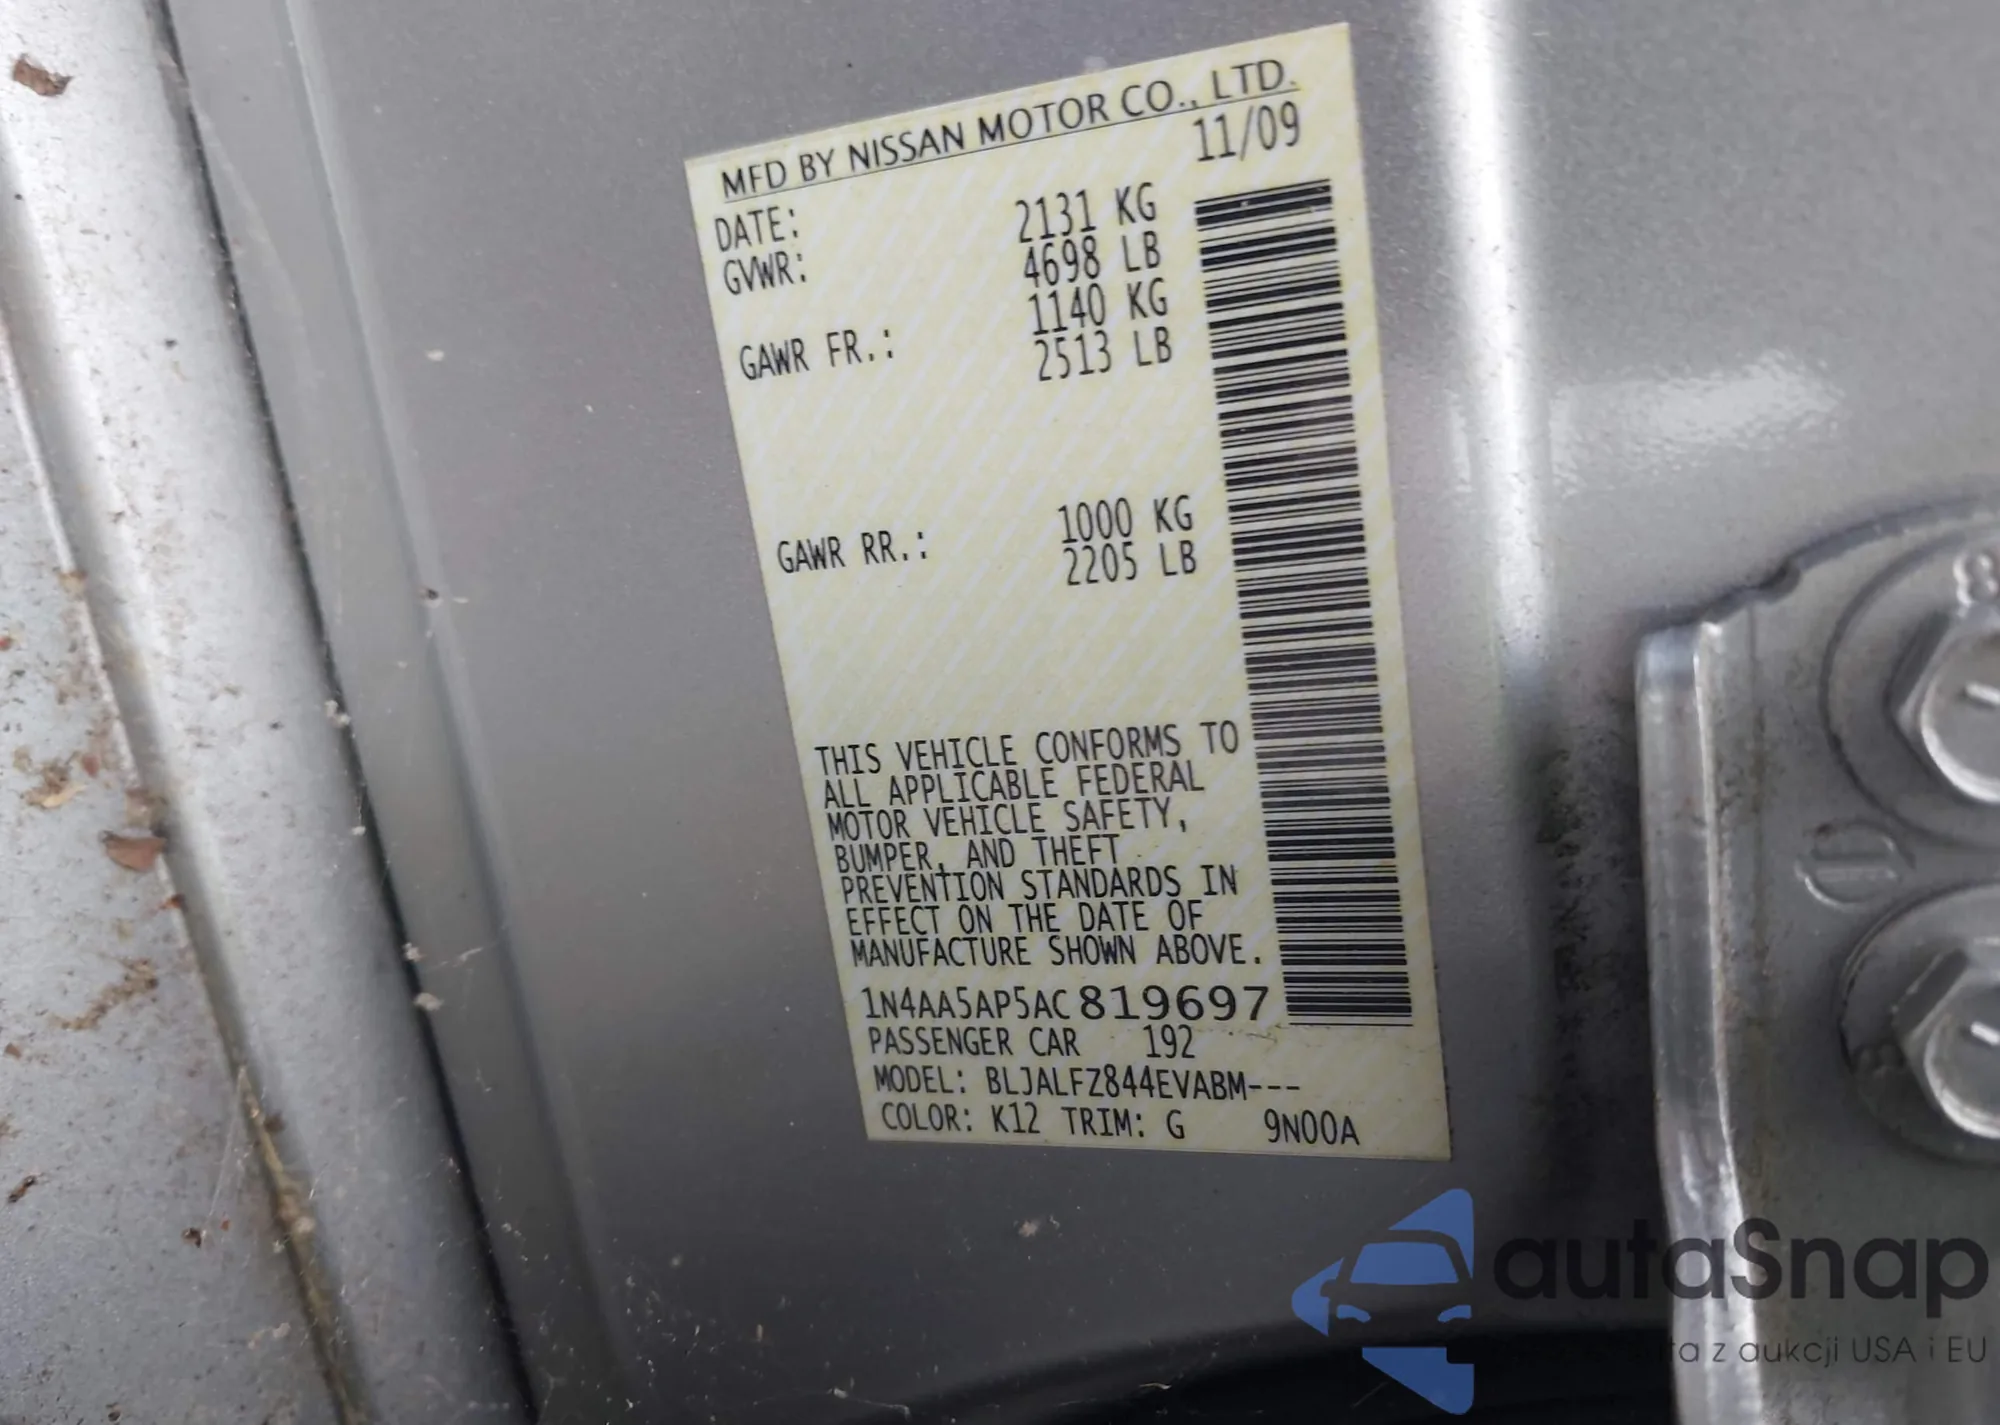 MFD BY NISSAN MOTOR CO., LTD.
DATE: 11/09
GVWR: 2131 KG
4698 LB
GAWR FR.: 1140 KG
2513 LB
GAWR RR.: 1000 KG
2205 LB
THIS VEHICLE CONFORMS TO
ALL APPLICABLE FEDERAL
MOTOR VEHICLE SAFETY,
BUMPER, AND THEFT
PREVENTION STANDARDS IN
EFFECT ON THE DATE OF
MANUFACTURE SHOWN ABOVE.
1N4AA5AP5AC819697
PASSENGER CAR 192
MODEL: BLJALFZ844EVABM---
COLOR: K12 TRIM: G 9N00A
8
autaSnap
z aukcji USA i EU